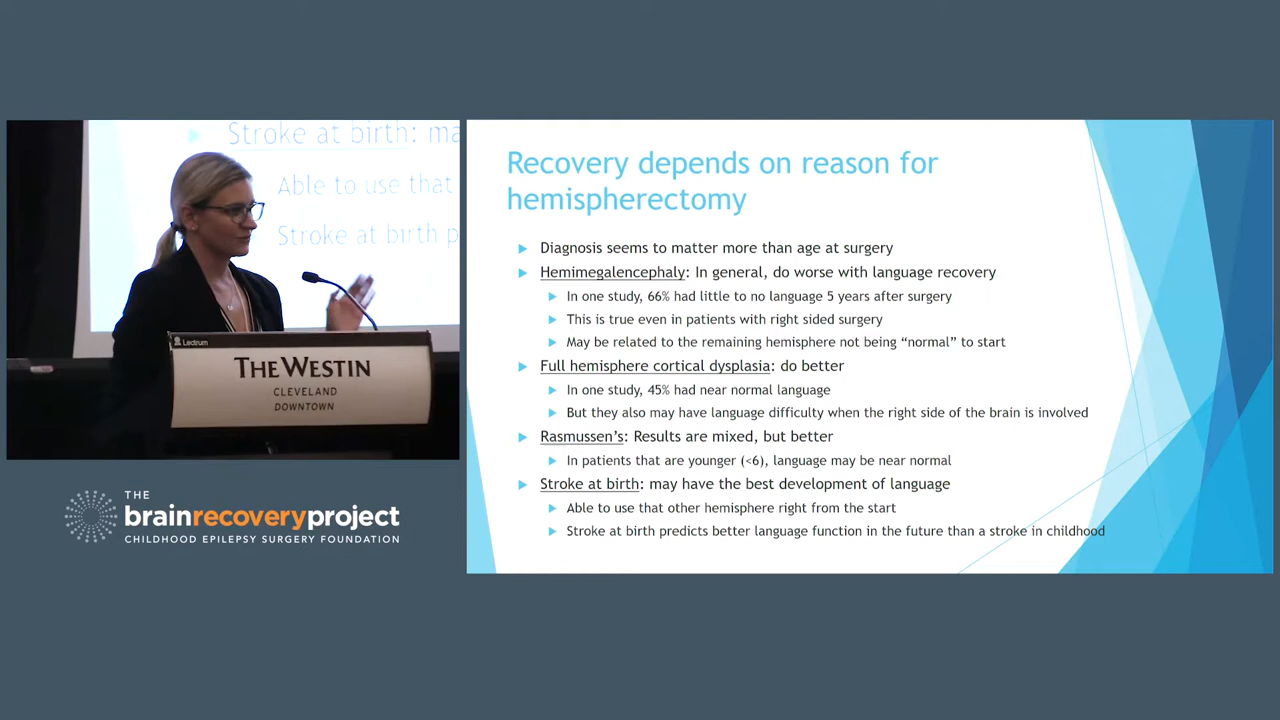 Stroke at birth: ma
Able to use that
Stroke at birth p
Lectrum
THE WESTIN
CLEVELAND
DOWNTOWN
THE
brainrecoveryproject
CHILDHOOD EPILEPSY SURGERY FOUNDATION
Recovery depends on reason for
hemispherectomy
Diagnosis seems to matter more than age at surgery
Hemimegalencephaly: In general, do worse with language recovery
In one study, 66% had little to no language 5 years after surgery
This is true even in patients with right sided surgery
May be related to the remaining hemisphere not being “normal” to start
Full hemisphere cortical dysplasia: do better
In one study, 45% had near normal language
But they also may have language difficulty when the right side of the brain is involved
Rasmussen’s: Results are mixed, but better
In patients that are younger (<6), language may be near normal
Stroke at birth: may have the best development of language
Able to use that other hemisphere right from the start
Stroke at birth predicts better language function in the future than a stroke in childhood